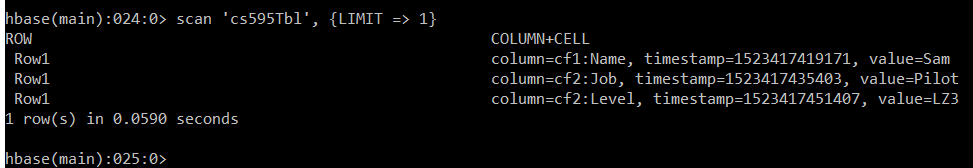 hbase(main):024:0> scan 'cs595Tbl', {LIMIT => 1}
ROW COLUMN+CELL
Row1 column=cf1:Name, timestamp=1523417419171, value=Sam
Row1 column=cf2:Job, timestamp=1523417435403, value=Pilot
Row1 column=cf2:Level, timestamp=1523417451407, value=LZ3
1 row(s) in 0.0590 seconds
hbase(main):025:0>